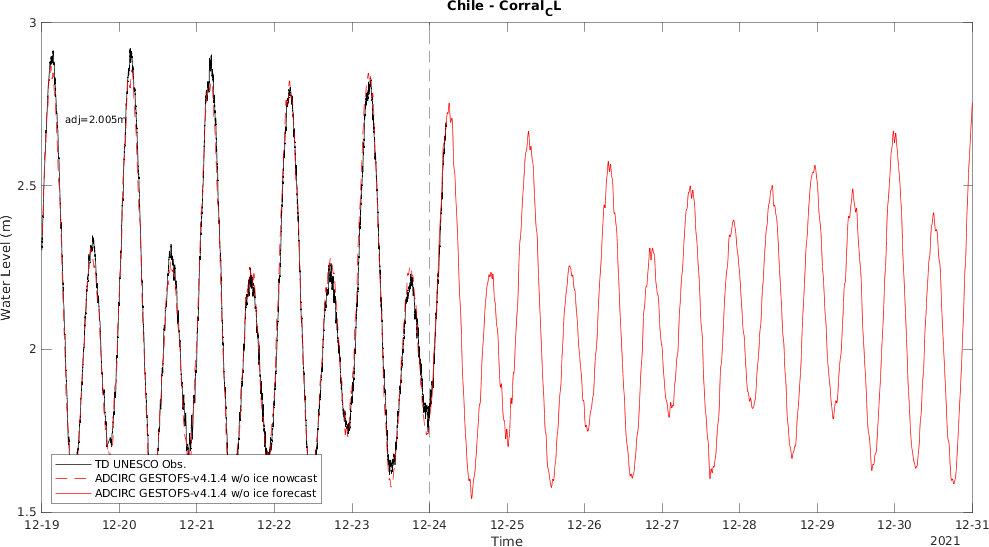 Chile - Corral_CL
3
2.5
2
1.5
Water Level (m)
adj=2.005m
TD UNESCO Obs.
ADCIRC GESTOFS-v4.1.4 w/o ice nowcast
ADCIRC GESTOFS-v4.1.4 w/o ice forecast
12-19 12-20 12-21 12-22 12-23 12-24 12-25 12-26 12-27 12-28 12-29 12-30 12-31
Time
2021